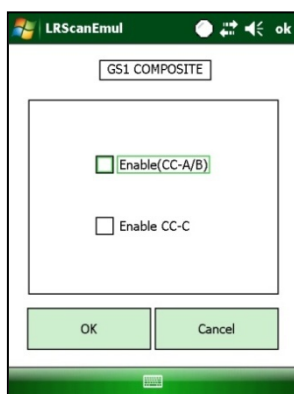 LRScanEmul ok
GS1 COMPOSITE
Enable(CC-A/B)
Enable CC-C
OK Cancel